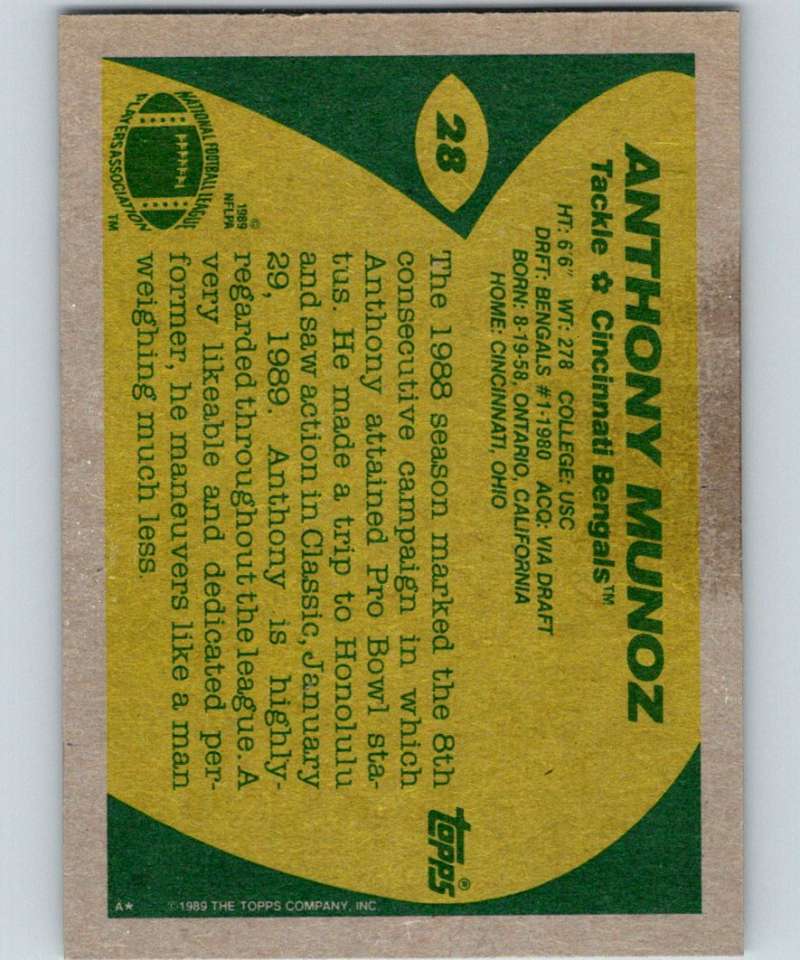 28
ANTHONY MUNOZ
Tackle ✿ Cincinnati Bengals™
HT: 6'6" WT: 278 COLLEGE: USC
DRFT: BENGALS #1-1980 ACQ: VIA DRAFT
BORN: 8-19-58, ONTARIO, CALIFORNIA
HOME: CINCINNATI, OHIO
The 1988 season marked the 8th
consecutive campaign in which
Anthony attained Pro Bowl sta-
tus. He made a trip to Honolulu
and saw action in Classic, January
29, 1989. Anthony is highly-
regarded throughout the league. A
very likeable and dedicated per-
former, he maneuvers like a man
weighing much less.
NATIONAL FOOTBALL LEAGUE
PLAYERS ASSOCIATION
TM
©
1989
NFLPA
topps®
A★ ©1989 THE TOPPS COMPANY, INC.